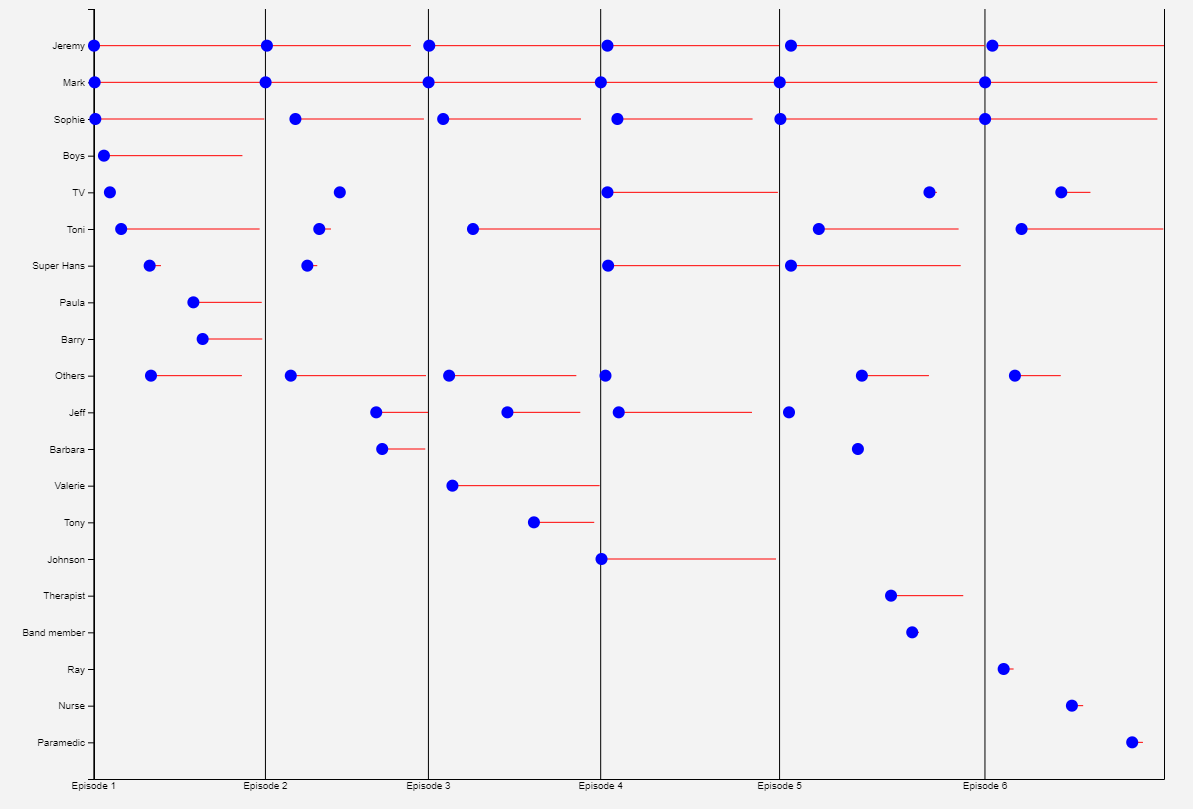 Jeremy
Mark
Sophie
Boys
TV
Toni
Super Hans
Paula
Barry
Others
Jeff
Barbara
Valerie
Tony
Johnson
Therapist
Band member
Ray
Nurse
Paramedic
Episode 1 Episode 2 Episode 3 Episode 4 Episode 5 Episode 6